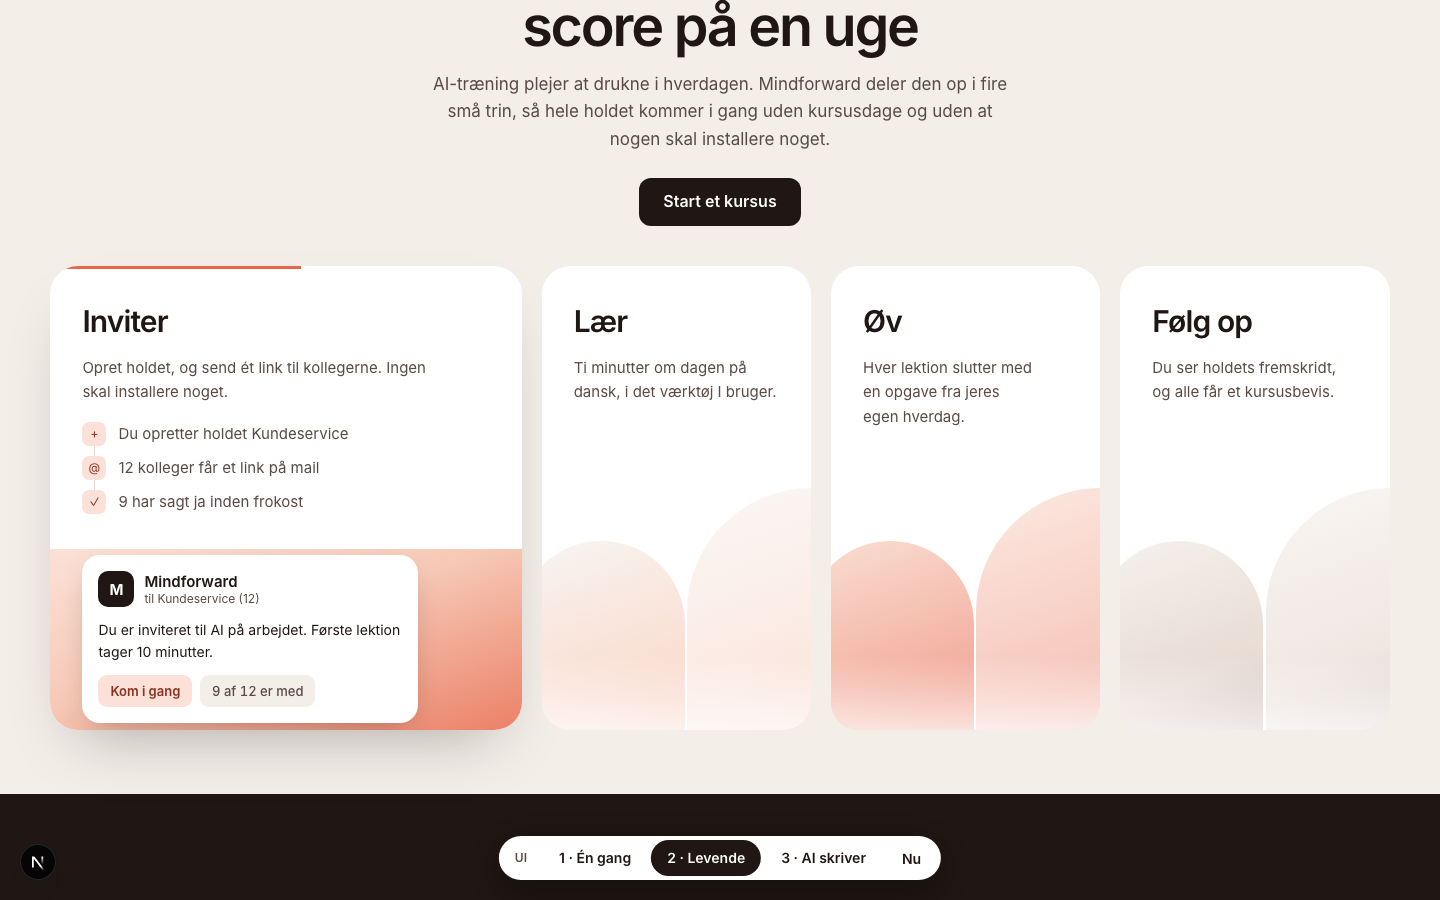 score på en uge
AI-træning plejer at drukne i hverdagen. Mindforward deler den op i fire
små trin, så hele holdet kommer i gang uden kursusdage og uden at
nogen skal installere noget.
Start et kursus
Inviter
Opret holdet, og send ét link til kollegerne. Ingen
skal installere noget.
+ Du opretter holdet Kundeservice
@ 12 kolleger får et link på mail
✓ 9 har sagt ja inden frokost
M
Mindforward
til Kundeservice (12)
Du er inviteret til AI på arbejdet. Første lektion
tager 10 minutter.
Kom i gang
9 af 12 er med
Lær
Ti minutter om dagen på
dansk, i det værktøj I bruger.
Øv
Hver lektion slutter med
en opgave fra jeres
egen hverdag.
Følg op
Du ser holdets fremskridt,
og alle får et kursusbevis.
N
UI
1 · Én gang
2 · Levende
3 · AI skriver
Nu